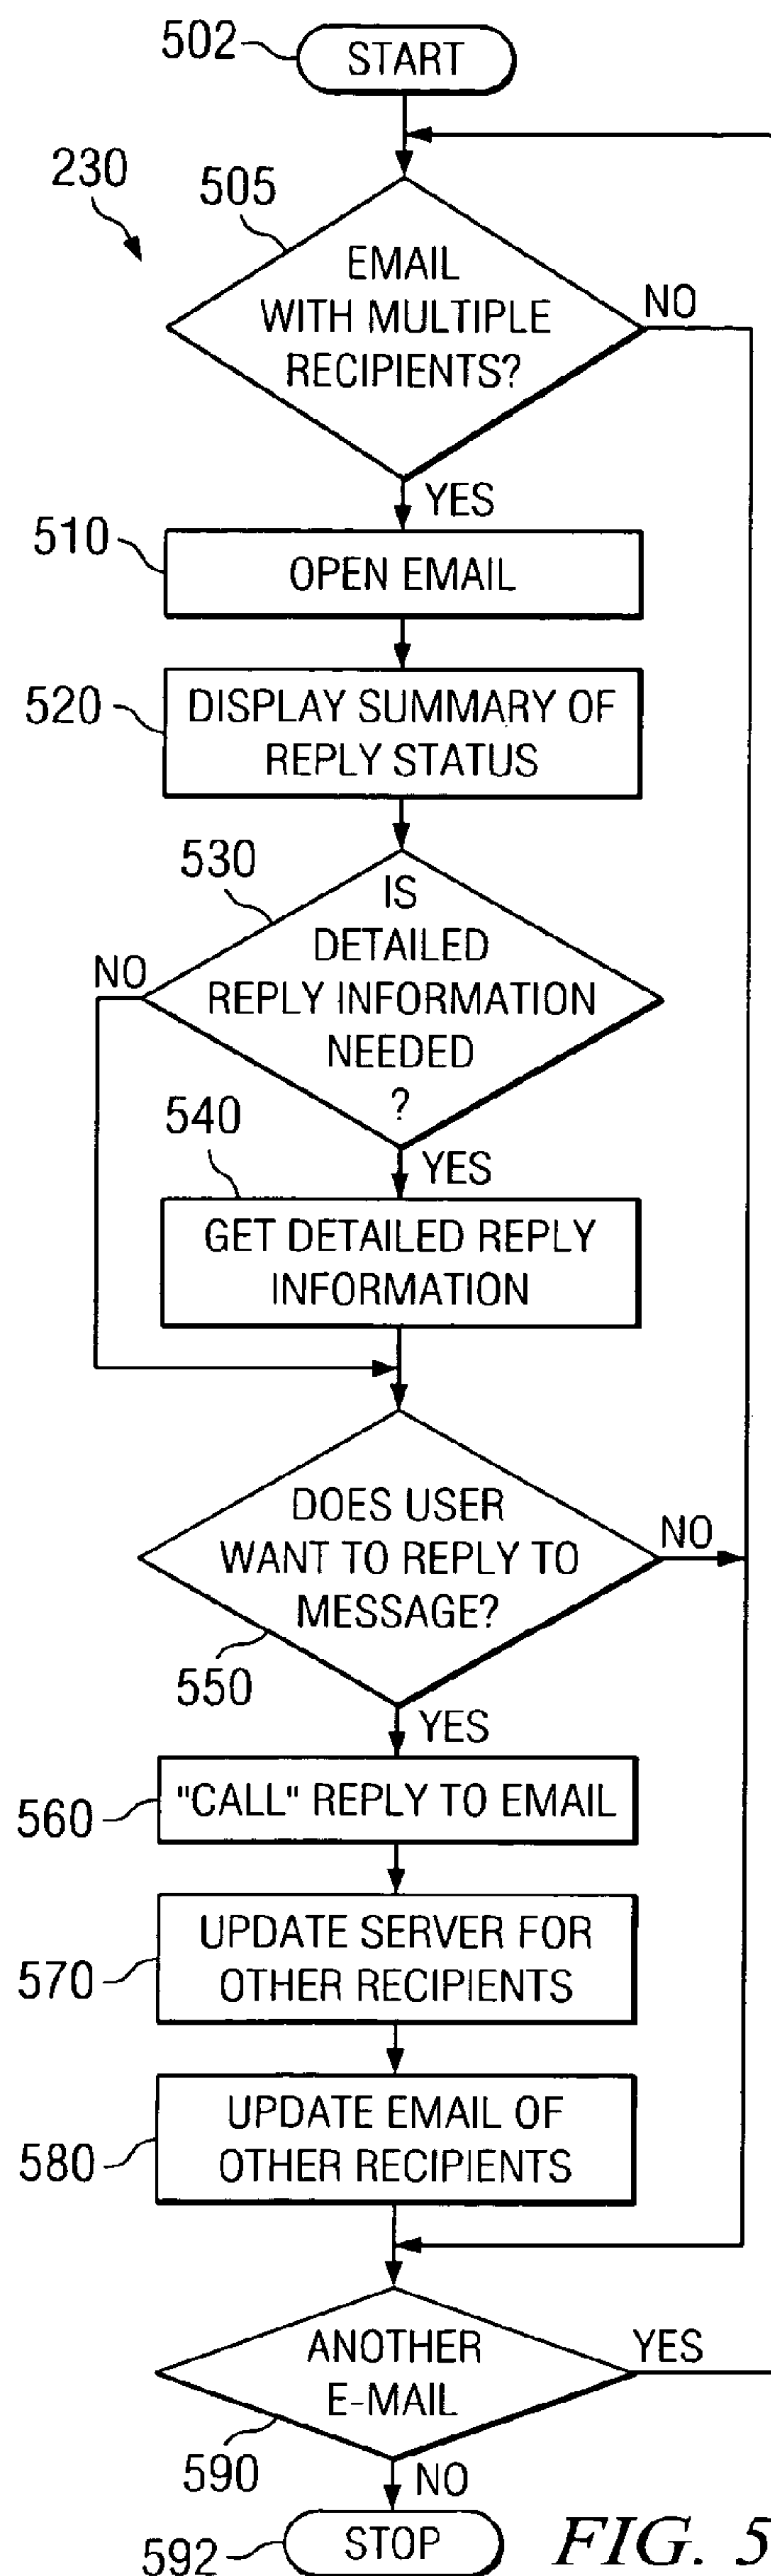 502
START
230
505
EMAIL
WITH MULTIPLE
RECIPIENTS?
NO
YES
510
OPEN EMAIL
520
DISPLAY SUMMARY OF
REPLY STATUS
530
IS
DETAILED
REPLY INFORMATION
NEEDED
?
NO
540
YES
GET DETAILED REPLY
INFORMATION
DOES USER
WANT TO REPLY TO
MESSAGE?
NO
550
YES
560
"CALL" REPLY TO EMAIL
570
UPDATE SERVER FOR
OTHER RECIPIENTS
580
UPDATE EMAIL OF
OTHER RECIPIENTS
ANOTHER
E-MAIL
YES
590
NO
592
STOP
FIG. 5